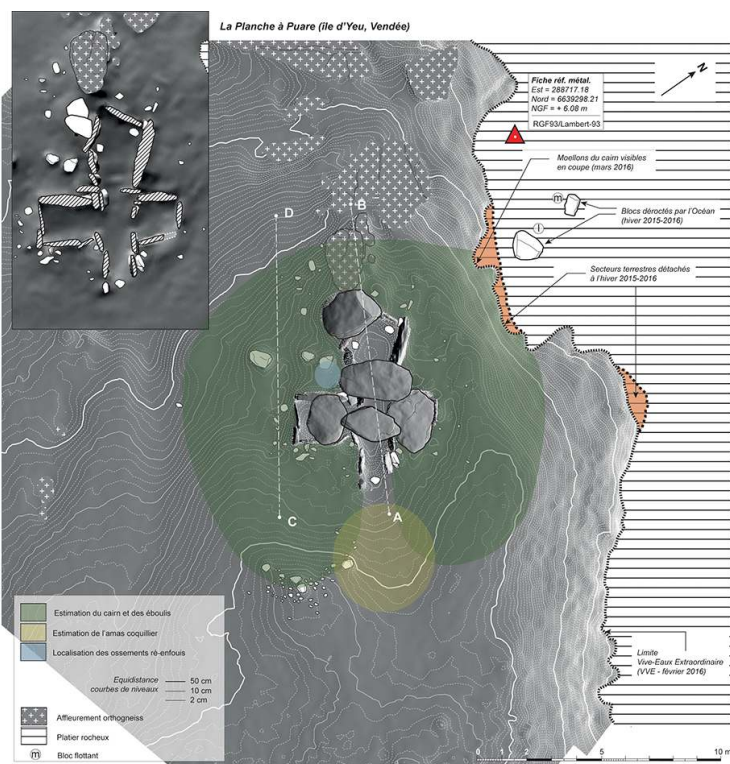 La Planche à Puare (île d'Yeu, Vendée)
Fiche réf. métal.
Est = 288717.18
Nord = 6639298.21
NGF = + 6.08 m
RGF93/Lambert-93
N
Moellons du cairn visibles
en coupe (mars 2016)
m
Blocs déroctés par l'Océan
(hiver 2015-2016)
l
Secteurs terrestres détachés
à l'hiver 2015-2016
D
B
C
A
Estimation du cairn et des éboulis
Estimation de l'amas coquillier
Localisation des ossements ré-enfouis
Equidistance
courbes de niveaux
50 cm
10 cm
2 cm
Affleurement orthogneiss
Platier rocheux
m Bloc flottant
Limite
Vive-Eaux Extraordinaire
(VVE - février 2016)
0 1 2 5 10 m